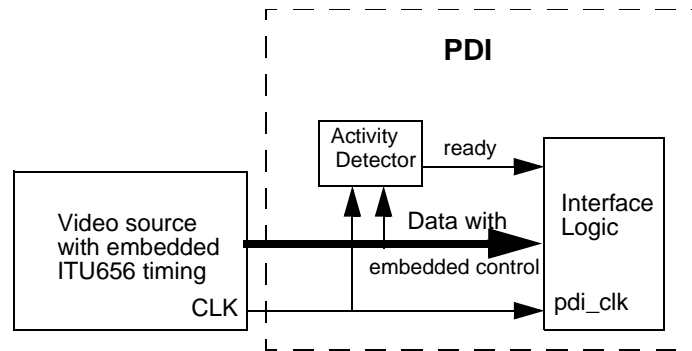 PDI
Activity
Detector
ready
Video source
with embedded
ITU656 timing
CLK
Data with
embedded control
Interface
Logic
pdi_clk